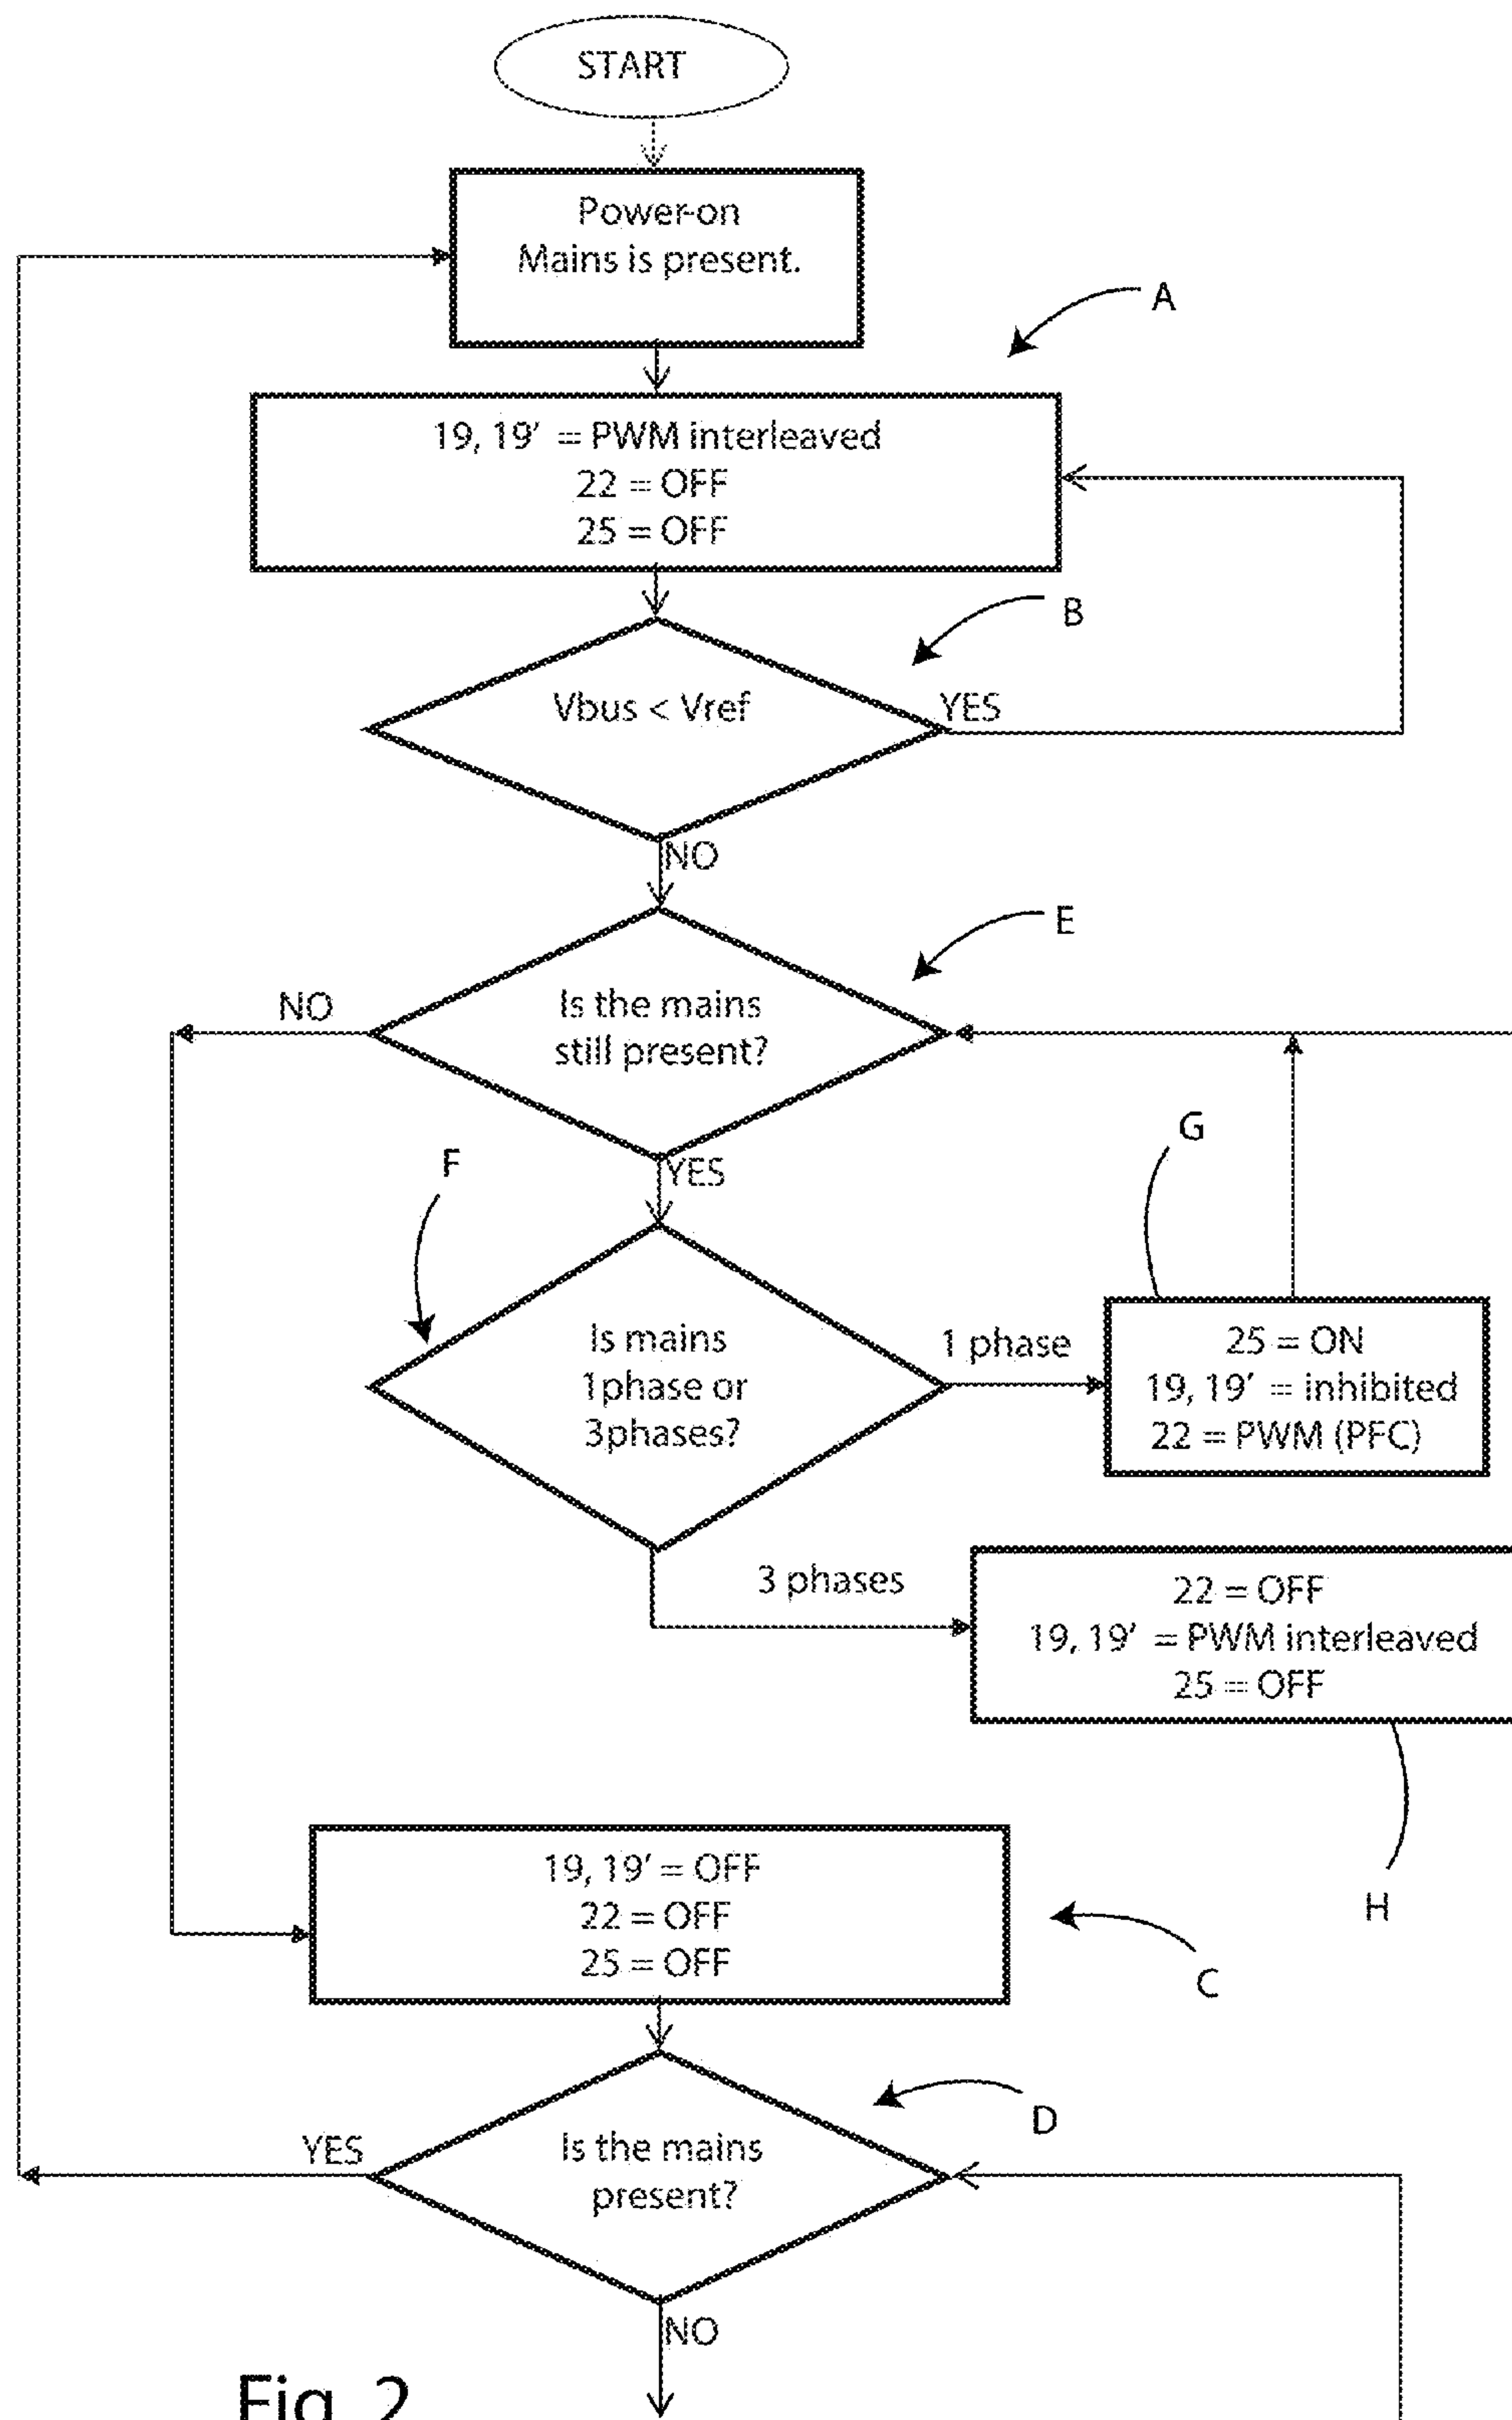 START
Power-on
Mains is present.
A
19, 19' = PWM interleaved
22 = OFF
25 = OFF
B
Vbus < Vref
YES
NO
E
Is the mains
still present?
NO
YES
G
F
Is mains
1phase or
3phases?
1 phase
25 = ON
19, 19' = inhibited
22 = PWM (PFC)
3 phases
22 = OFF
19, 19' = PWM interleaved
25 = OFF
H
19, 19' = OFF
22 = OFF
25 = OFF
C
D
Is the mains
present?
YES
NO
Fig. 2